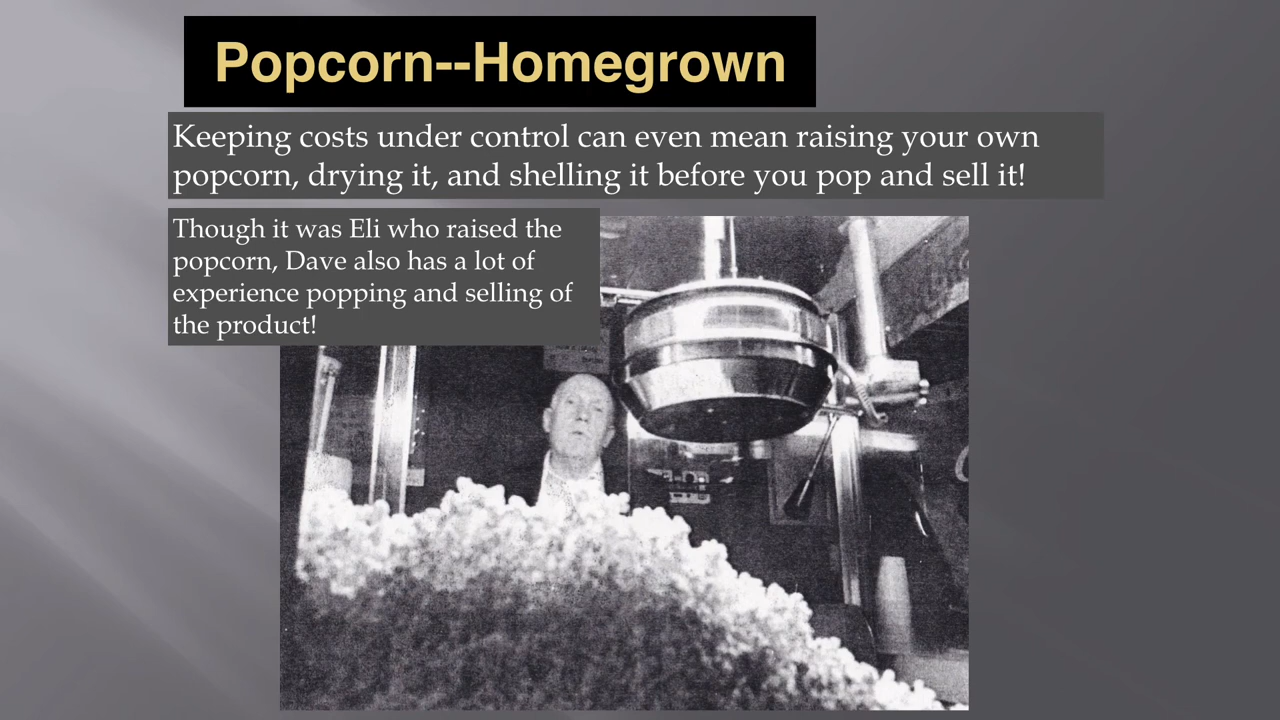 Popcorn--Homegrown
Keeping costs under control can even mean raising your own
popcorn, drying it, and shelling it before you pop and sell it!
Though it was Eli who raised the
popcorn, Dave also has a lot of
experience popping and selling of
the product!